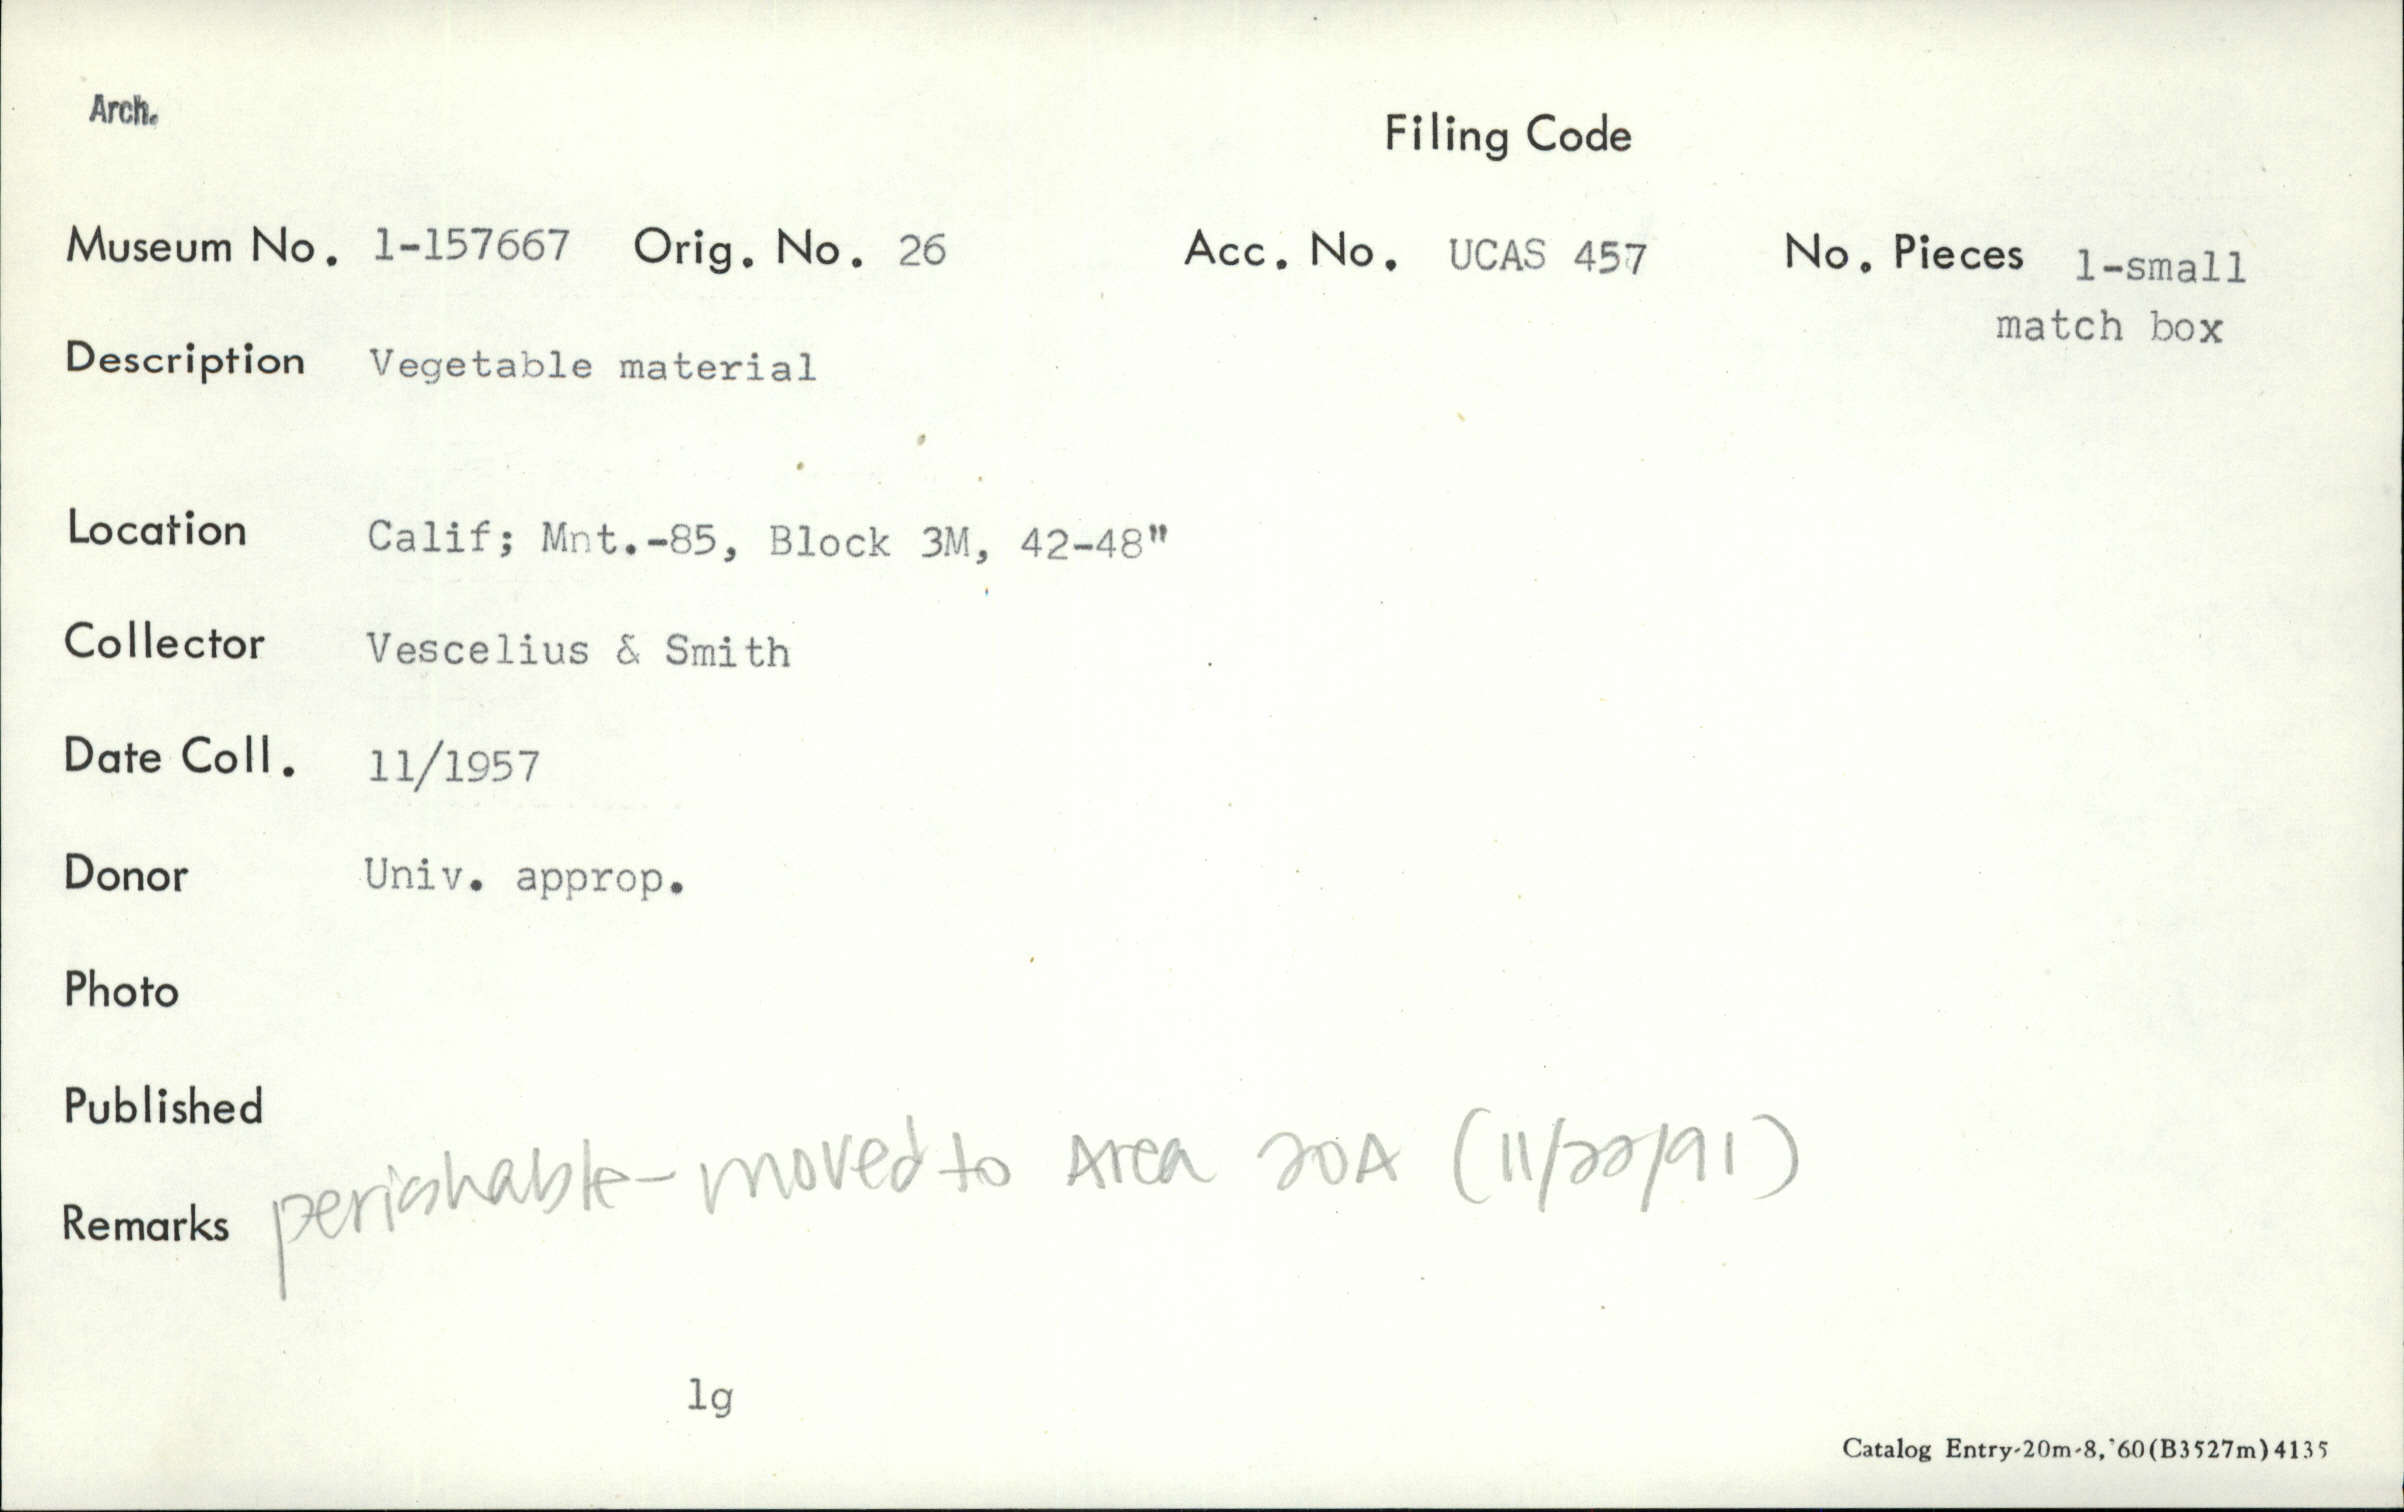 Arch.
Filing Code
Museum No. 1-157667 Orig. No. 26 Acc. No. UCAS 457 No. Pieces 1-small
match box
Description Vegetable material
Location Calif; Mnt.-85, Block 3M, 42-48"
Collector Vescelius & Smith
Date Coll. 11/1957
Donor Univ. approp.
Photo
Published
perishable - moved to Area 20A (11/22/91)
Remarks
lg
Catalog Entry-20m-8,'60(B3527m)4135